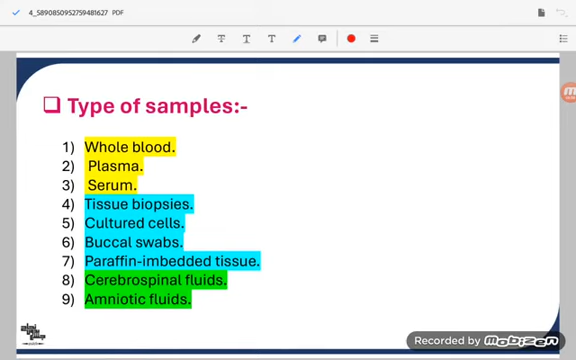 4_5890850952759481627 PDF
Type of samples:-
1) Whole blood.
2) Plasma.
3) Serum.
4) Tissue biopsies.
5) Cultured cells.
6) Buccal swabs.
7) Paraffin-imbedded tissue.
8) Cerebrospinal fluids.
9) Amniotic fluids.
Recorded by Mobizen